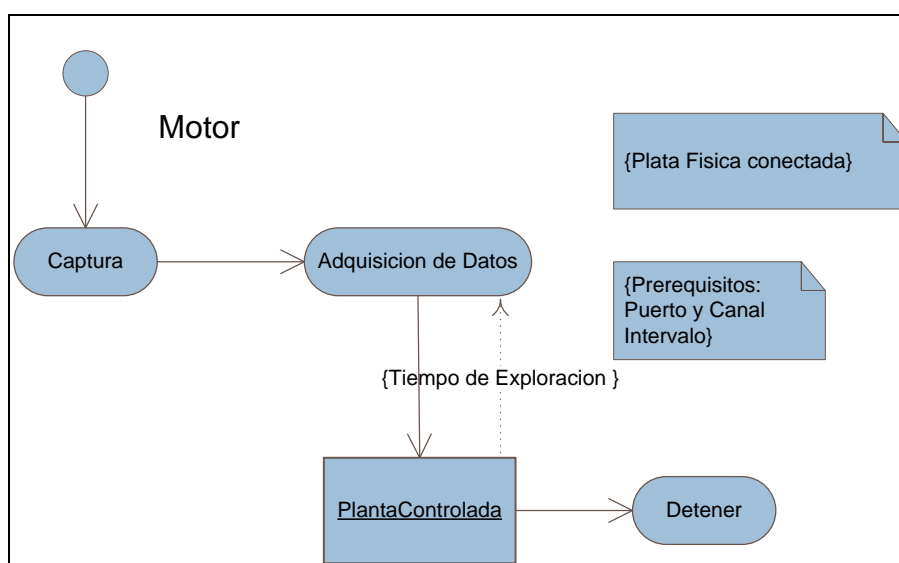 Motor
{Plata Fisica conectada}
Captura
Adquisicion de Datos
{Prerequisitos:
Puerto y Canal
Intervalo}
{Tiempo de Exploracion }
PlantaControlada
Detener